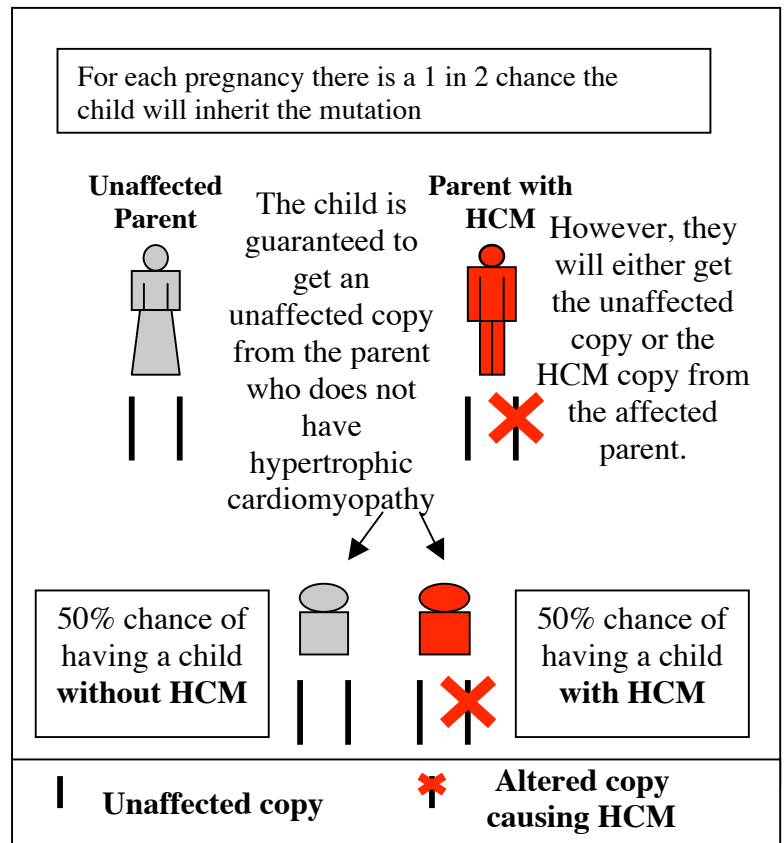 For each pregnancy there is a 1 in 2 chance the
child will inherit the mutation
Unaffected
Parent
The child is
guaranteed to
get an
unaffected copy
from the parent
who does not
have
hypertrophic
cardiomyopathy
Parent with
HCM
However, they
will either get
the unaffected
copy or the
HCM copy from
the affected
parent.
50% chance of
having a child
without HCM
50% chance of
having a child
with HCM
Unaffected copy
Altered copy
causing HCM